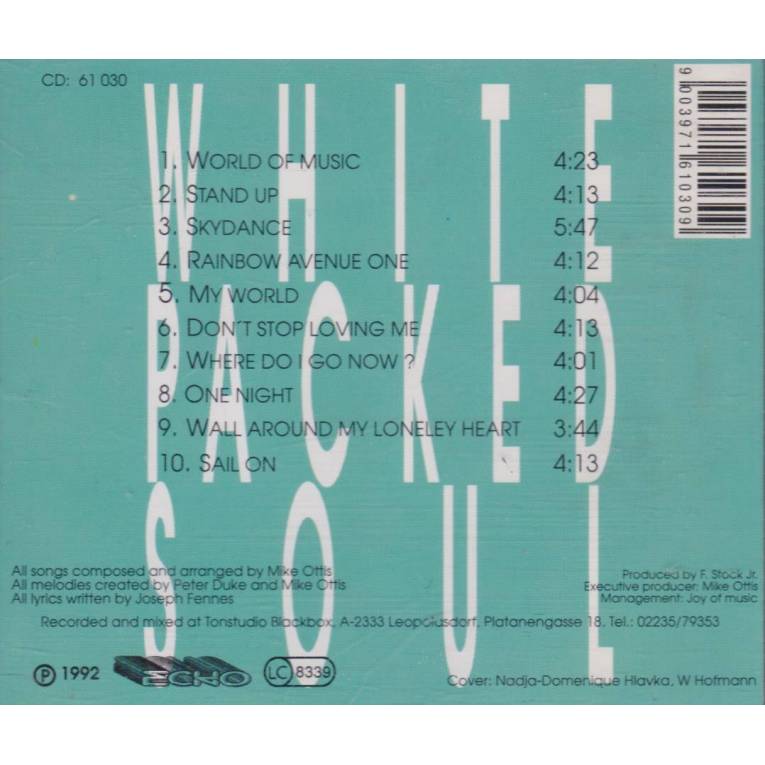 CD: 61 030
9 003971 610309
WHITE
PACKED
SOUL
1. WORLD OF MUSIC 4:23
2. STAND UP 4:13
3. SKYDANCE 5:47
4. RAINBOW AVENUE ONE 4:12
5. MY WORLD 4:04
6. DON'T STOP LOVING ME 4:13
7. WHERE DO I GO NOW ? 4:01
8. ONE NIGHT 4:27
9. WALL AROUND MY LONELEY HEART 3:44
10. SAIL ON 4:13
All songs composed and arranged by Mike Ottis
All melodies created by Peter Duke and Mike Ottis
All lyrics written by Joseph Fennes
Produced by F. Stock Jr.
Executive producer: Mike Ottis
Management: Joy of music
Recorded and mixed at Tonstudio Blackbox, A-2333 Leopoldsdorf, Platanengasse 18. Tel.: 02235/79353
Ⓟ 1992 ECHO LC 8339
Cover: Nadja-Domenique Hlavka, W Hofmann